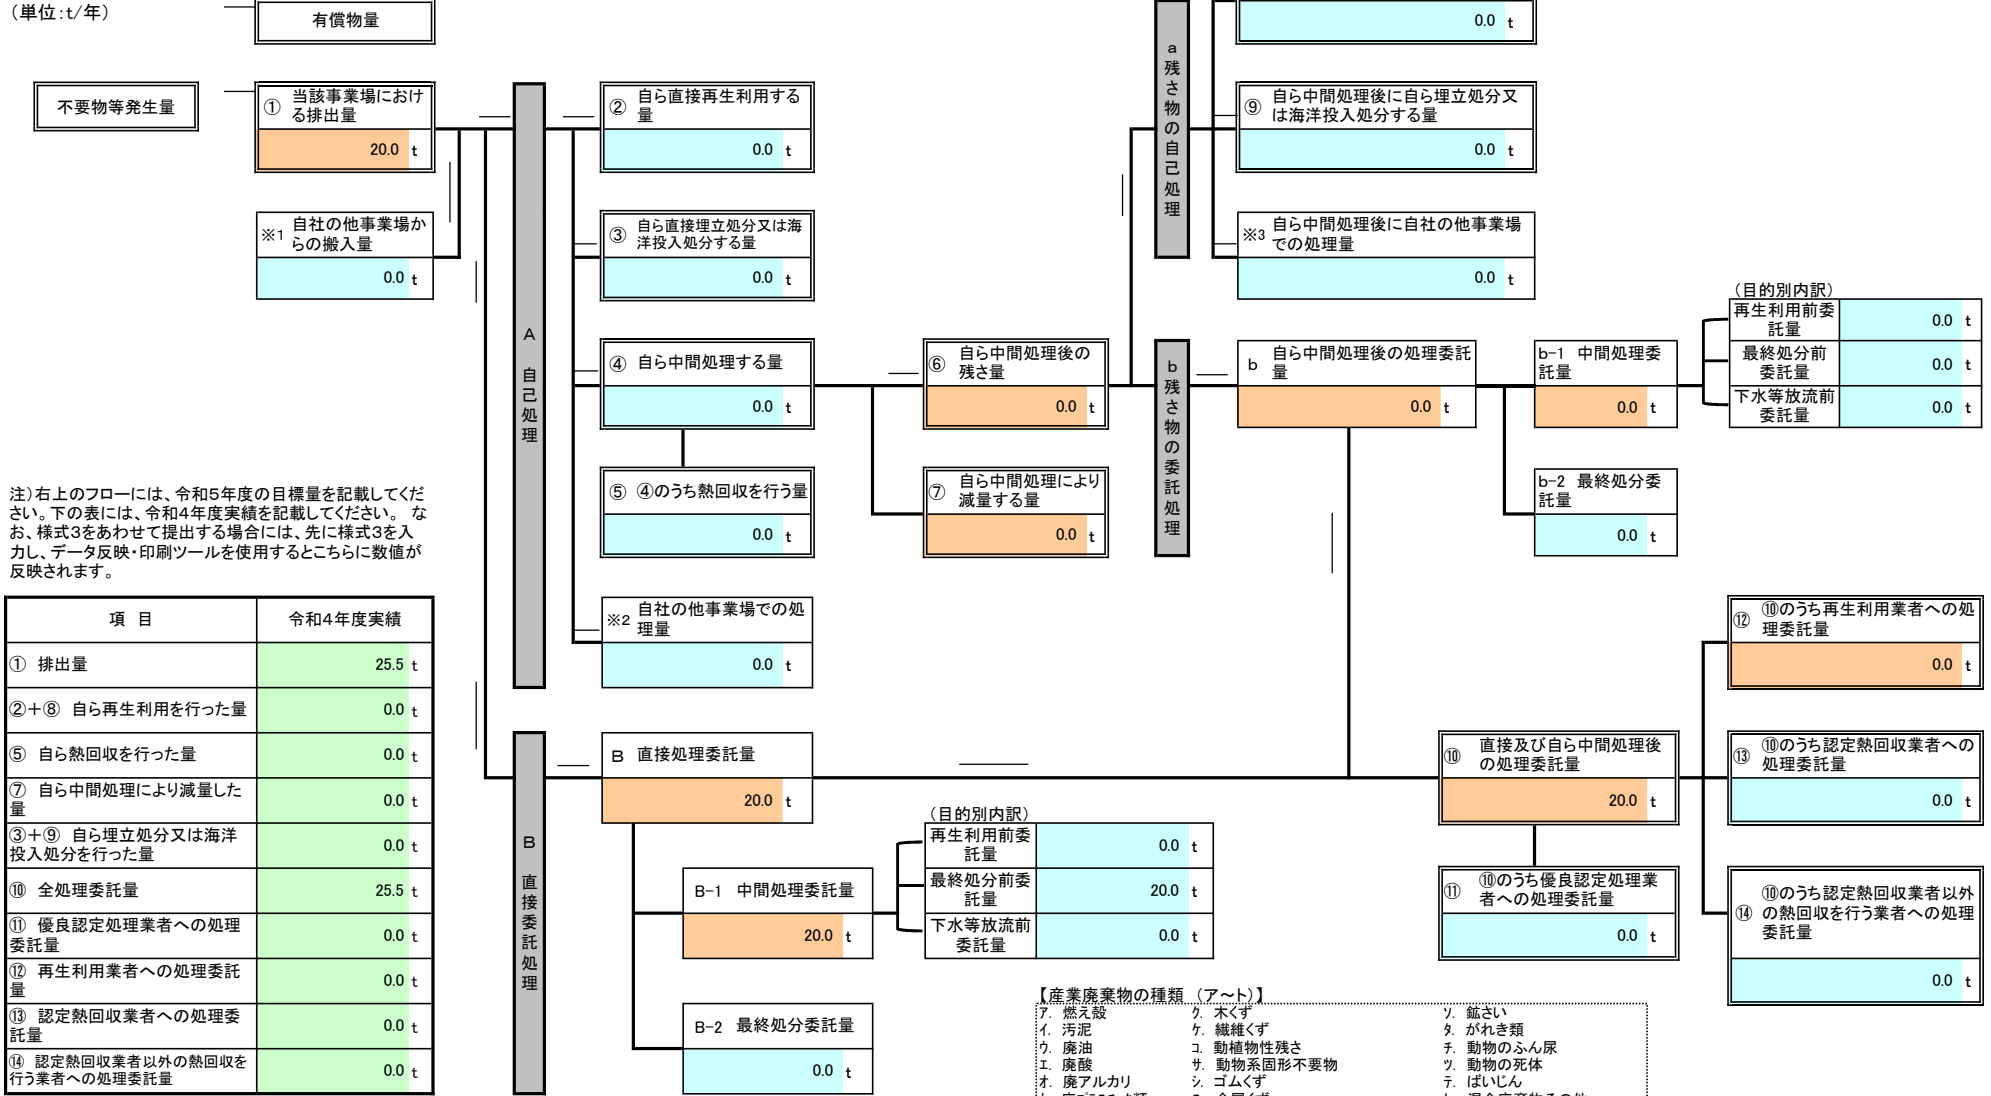 （単位：t/年）
有償物量
0.0 t
不要物等発生量
① 当該事業場におけ
る排出量
20.0 t
※1 自社の他事業場か
らの搬入量
0.0 t
A 自己処理
② 自ら直接再生利用する
量
0.0 t
③ 自ら直接埋立処分又は海
洋投入処分する量
0.0 t
④ 自ら中間処理する量
0.0 t
⑤ ④のうち熱回収を行う量
0.0 t
※2 自社の他事業場での処
理量
0.0 t
⑥ 自ら中間処理後の
残さ量
0.0 t
⑦ 自ら中間処理により
減量する量
0.0 t
a 残さ物の自己処理
⑨ 自ら中間処理後に自ら埋立処分又
は海洋投入処分する量
0.0 t
※3 自ら中間処理後に自社の他事業場
での処理量
0.0 t
b 残さ物の委託処理
b 自ら中間処理後の処理委託
量
0.0 t
b-1 中間処理委
託量
0.0 t
b-2 最終処分委
託量
0.0 t
（目的別内訳）
再生利用前委
託量
0.0 t
最終処分前
委託量
0.0 t
下水等放流前
委託量
0.0 t
注）右上のフローには、令和５年度の目標量を記載してくだ
さい。下の表には、令和４年度実績を記載してください。 な
お、様式３をあわせて提出する場合には、先に様式３を入
力し、データ反映・印刷ツールを使用するとこちらに数値が
反映されます。
項 目 令和４年度実績
① 排出量 25.5 t
②＋⑧ 自ら再生利用を行った量 0.0 t
⑤ 自ら熱回収を行った量 0.0 t
⑦ 自ら中間処理により減量した
量 0.0 t
③＋⑨ 自ら埋立処分又は海洋
投入処分を行った量 0.0 t
⑩ 全処理委託量 25.5 t
⑪ 優良認定処理業者への処理
委託量 0.0 t
⑫ 再生利用業者への処理委託
量 0.0 t
⑬ 認定熱回収業者への処理委
託量 0.0 t
⑭ 認定熱回収業者以外の熱回収を
行う業者への処理委託量 0.0 t
B 直接委託処理
B 直接処理委託量
20.0 t
B-1 中間処理委託量
20.0 t
B-2 最終処分委託量
0.0 t
（目的別内訳）
再生利用前委
託量
0.0 t
最終処分前委
託量
20.0 t
下水等放流前
委託量
0.0 t
⑩ 直接及び自ら中間処理後
の処理委託量
20.0 t
⑪ ⑩のうち優良認定処理業
者への処理委託量
0.0 t
⑫ ⑩のうち再生利用業者への処
理委託量
0.0 t
⑬ ⑩のうち認定熱回収業者への
処理委託量
0.0 t
⑭ ⑩のうち認定熱回収業者以外
の熱回収を行う業者への処理
委託量
0.0 t
【産業廃棄物の種類 （ア～ト）】
ア. 燃え殻 ク. 木くず ソ. 鉱さい
イ. 汚泥 ケ. 繊維くず タ. がれき類
ウ. 廃油 コ. 動植物性残さ チ. 動物のふん尿
エ. 廃酸 サ. 動物系固形不要物 ツ. 動物の死体
オ. 廃アルカリ シ. ゴムくず テ. ばいじん